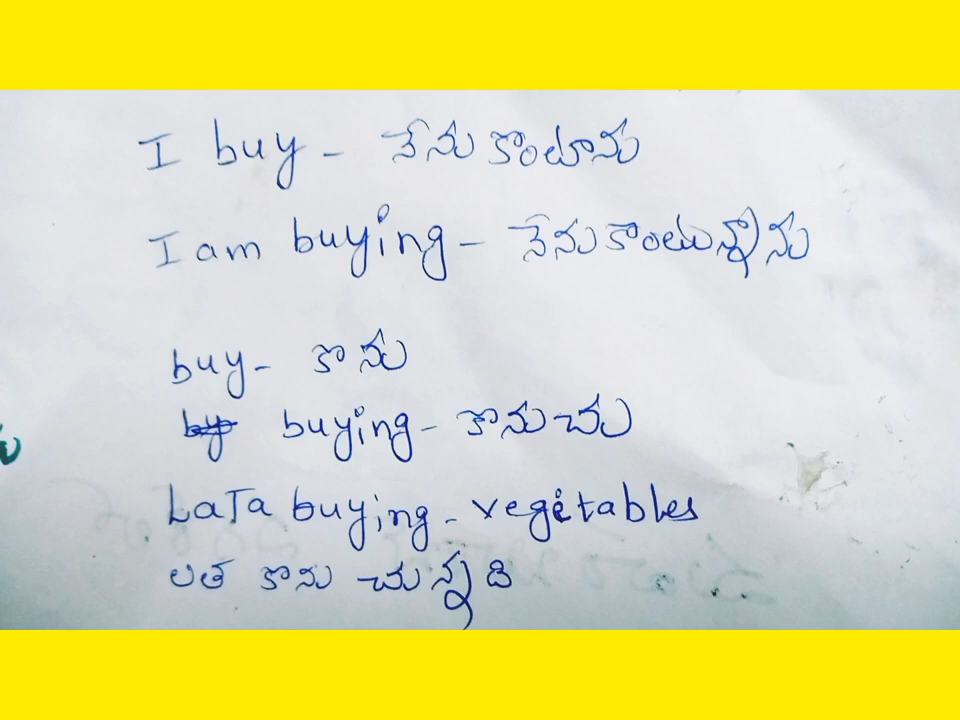 I buy - నేను కొంటాను
I am buying - నేను కొంటున్నాను
buy - కొను
buying - కొనుచు
LaTa buying - vegetables
లత కొను చున్నది